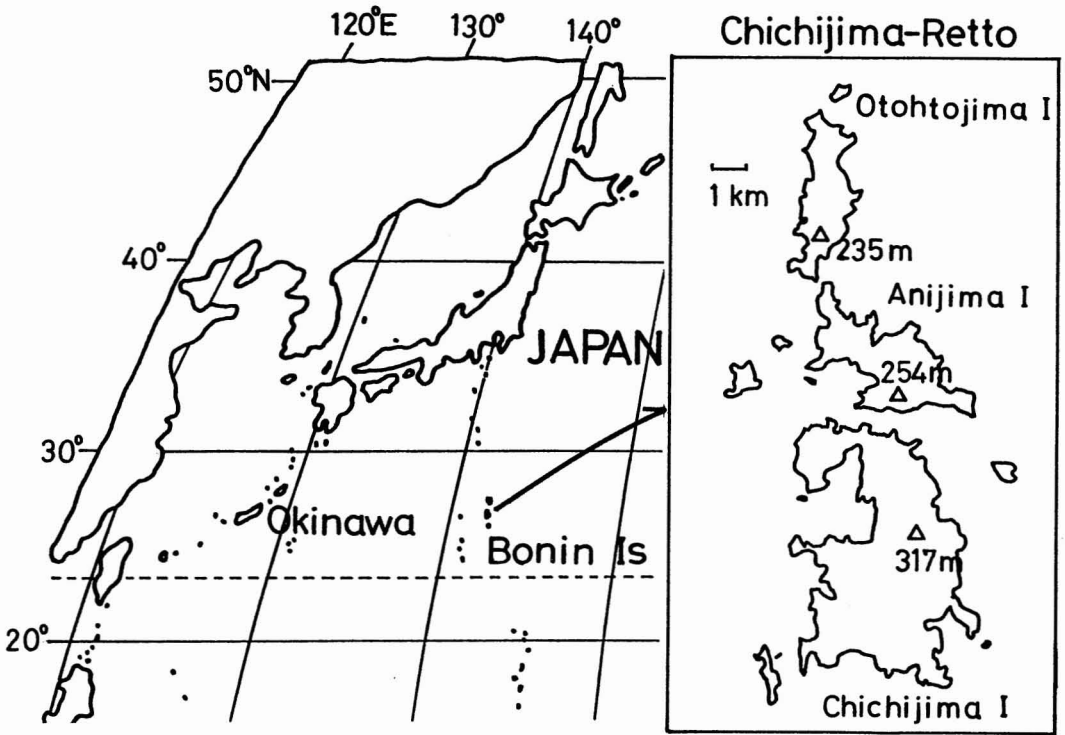 120°E
130°
140°
50°N
40°
30°
20°
JAPAN
Okinawa
Bonin Is
Chichijima-Retto
Otohtojima I
1 km
235m
Anijima I
254m
317m
Chichijima I